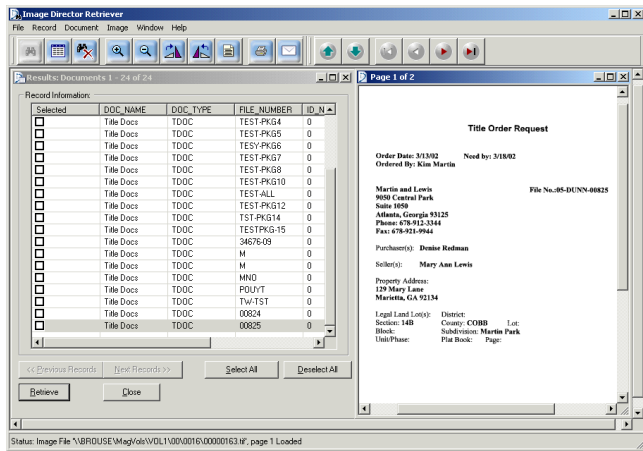 Image Director Retriever
File Record Document Image Window Help
Results: Documents 1 - 24 of 24
Record Information:
Selected DOC_NAME DOC_TYPE FILE_NUMBER ID_N
Title Docs TDOC TEST-PKG4 0
Title Docs TDOC TEST-PKG5 0
Title Docs TDOC TESY-PKG6 0
Title Docs TDOC TEST-PKG7 0
Title Docs TDOC TEST-PKG8 0
Title Docs TDOC TEST-PKG10 0
Title Docs TDOC TEST-ALL 0
Title Docs TDOC TEST-PKG12 0
Title Docs TDOC TST-PKG14 0
Title Docs TDOC TESTPKG-15 0
Title Docs TDOC 34676-09 0
Title Docs TDOC M 0
Title Docs TDOC M 0
Title Docs TDOC MNO 0
Title Docs TDOC POUYT 0
Title Docs TDOC TW-TST 0
Title Docs TDOC 00824 0
Title Docs TDOC 00825 0
<< Previous Records Next Records >> Select All Deselect All
Retrieve Close
Page 1 of 2
Title Order Request
Order Date: 3/13/02 Need by: 3/18/02
Ordered By: Kim Martin
Martin and Lewis File No.:05-DUNN-00825
9050 Central Park
Suite 1050
Atlanta, Georgia 93125
Phone: 678-912-3344
Fax: 678-921-9944
Purchaser(s): Denise Redman
Seller(s): Mary Ann Lewis
Property Address:
129 Mary Lane
Marietta, GA 92134
Legal Land Lot(s): District:
Section: 14B County: COBB Lot:
Block: Subdivision: Martin Park
Unit/Phase: Plat Book: Page:
Status: Image File "\\BROUSE\MagVols\VOL1\00\0016\00000163.tif', page 1 Loaded